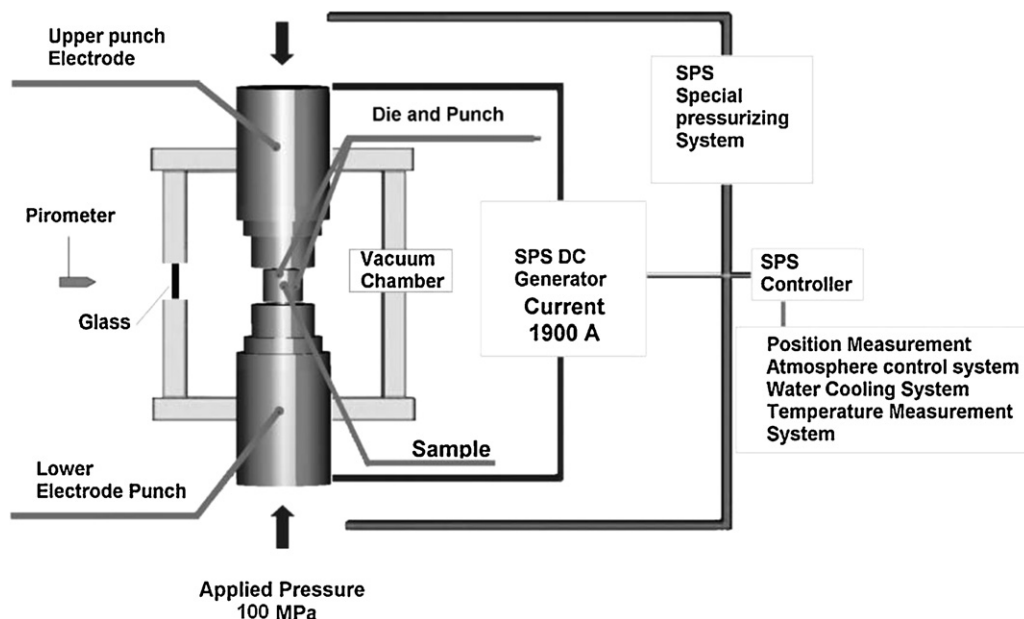 Upper punch
Electrode
Die and Punch
SPS
Special
pressurizing
System
Pirometer
Glass
Vacuum
Chamber
SPS DC
Generator
Current
1900 A
SPS
Controller
Position Measurement
Atmosphere control system
Water Cooling System
Temperature Measurement
System
Sample
Lower
Electrode Punch
Applied Pressure
100 MPa